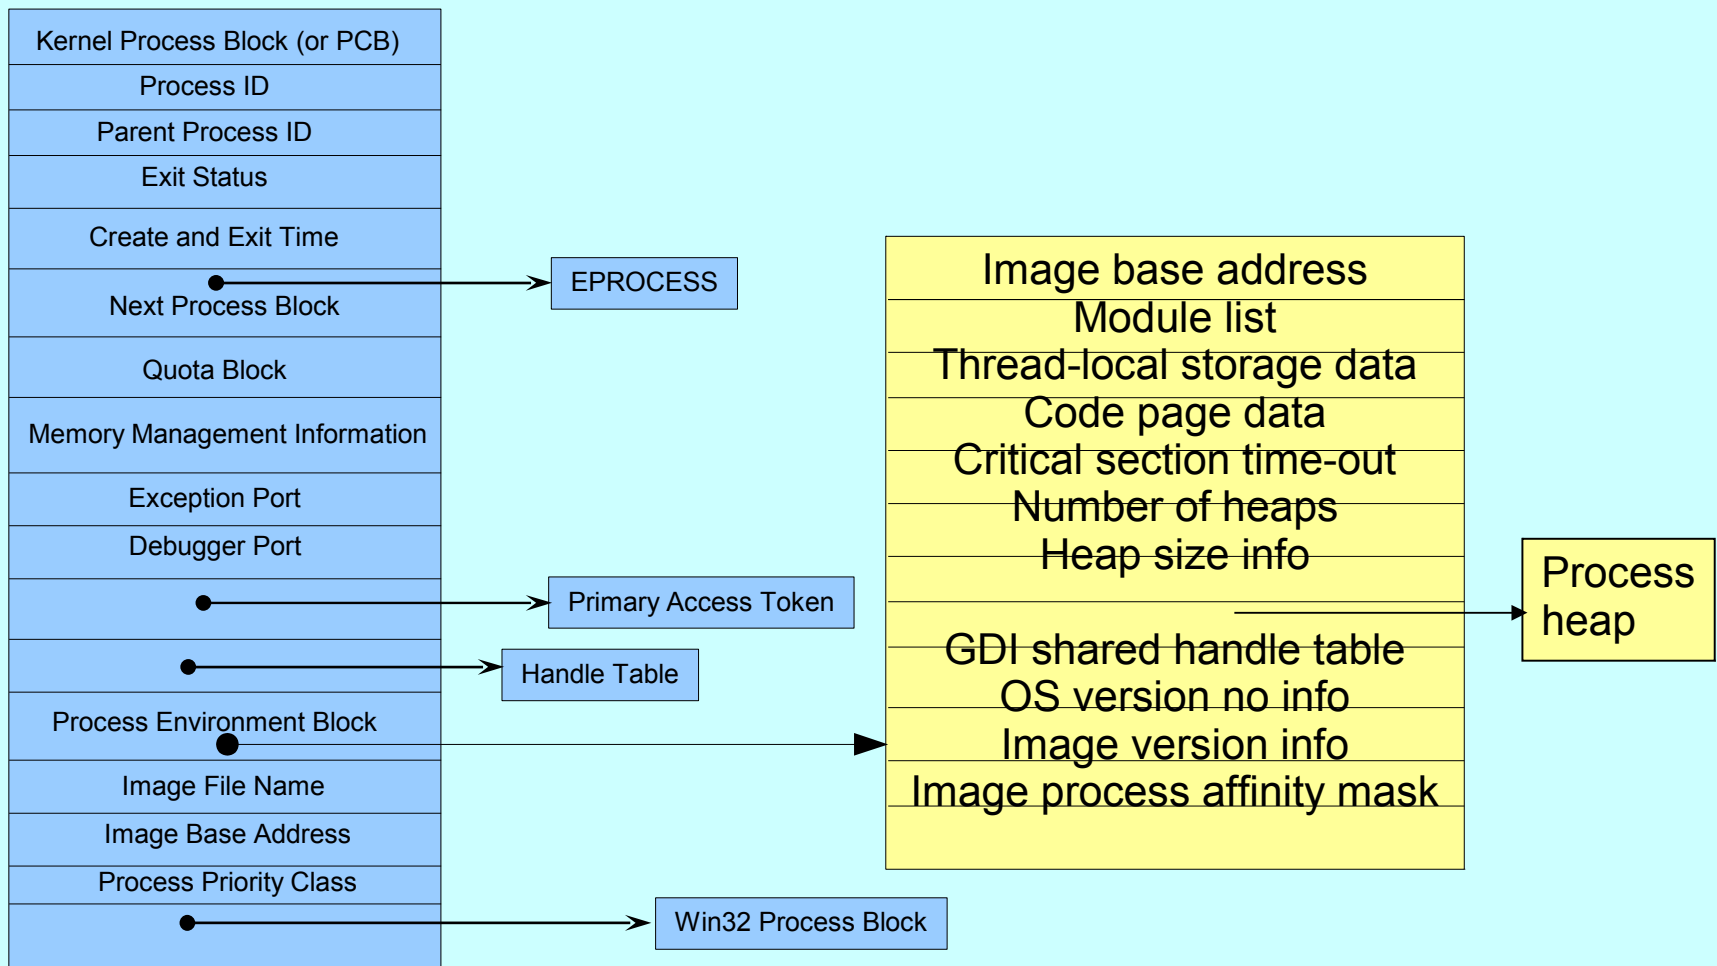 Kernel Process Block (or PCB)
Process ID
Parent Process ID
Exit Status
Create and Exit Time
Next Process Block
Quota Block
Memory Management Information
Exception Port
Debugger Port
Process Environment Block
Image File Name
Image Base Address
Process Priority Class
EPROCESS
Primary Access Token
Handle Table
Win32 Process Block
Image base address
Module list
Thread-local storage data
Code page data
Critical section time-out
Number of heaps
Heap size info
GDI shared handle table
OS version no info
Image version info
Image process affinity mask
Process
heap